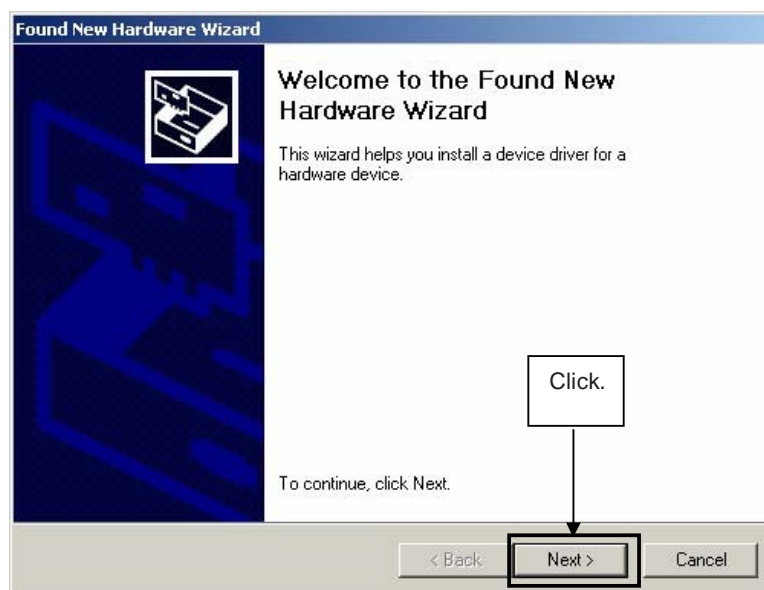 Found New Hardware Wizard
Welcome to the Found New
Hardware Wizard
This wizard helps you install a device driver for a
hardware device.
Click.
To continue, click Next.
< Back
Next >
Cancel